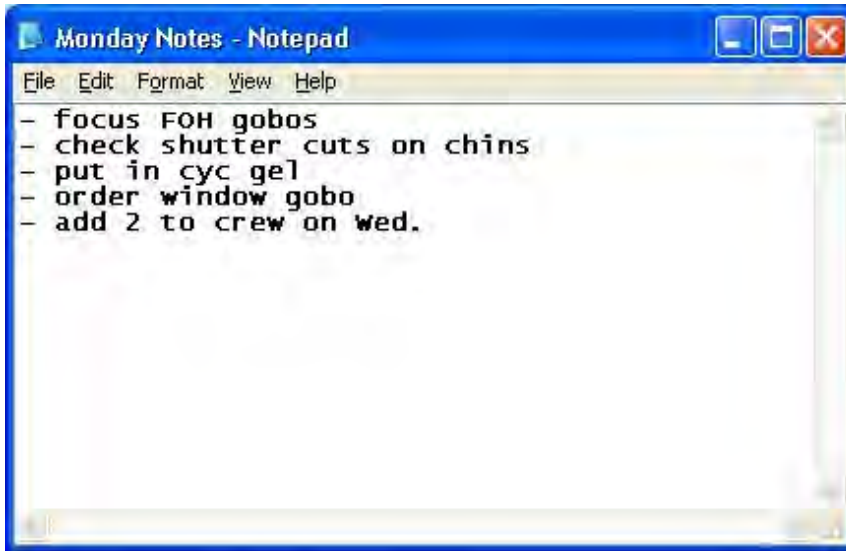 Monday Notes - Notepad
File Edit Format View Help
- focus FOH gobos
- check shutter cuts on chins
- put in cyc gel
- order window gobo
- add 2 to crew on Wed.